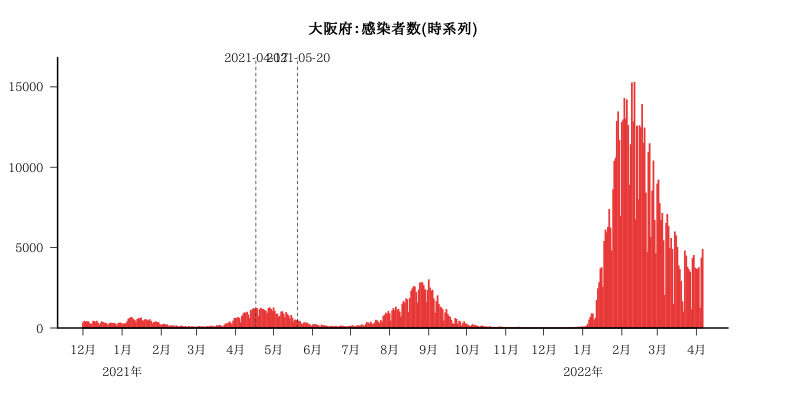 大阪府:感染者数(時系列)
2021-05-20
15000
10000
5000
0
12月 1月 2月 3月 4月 5月 6月 7月 8月 9月 10月 11月 12月 1月 2月 3月 4月
2021年 2022年